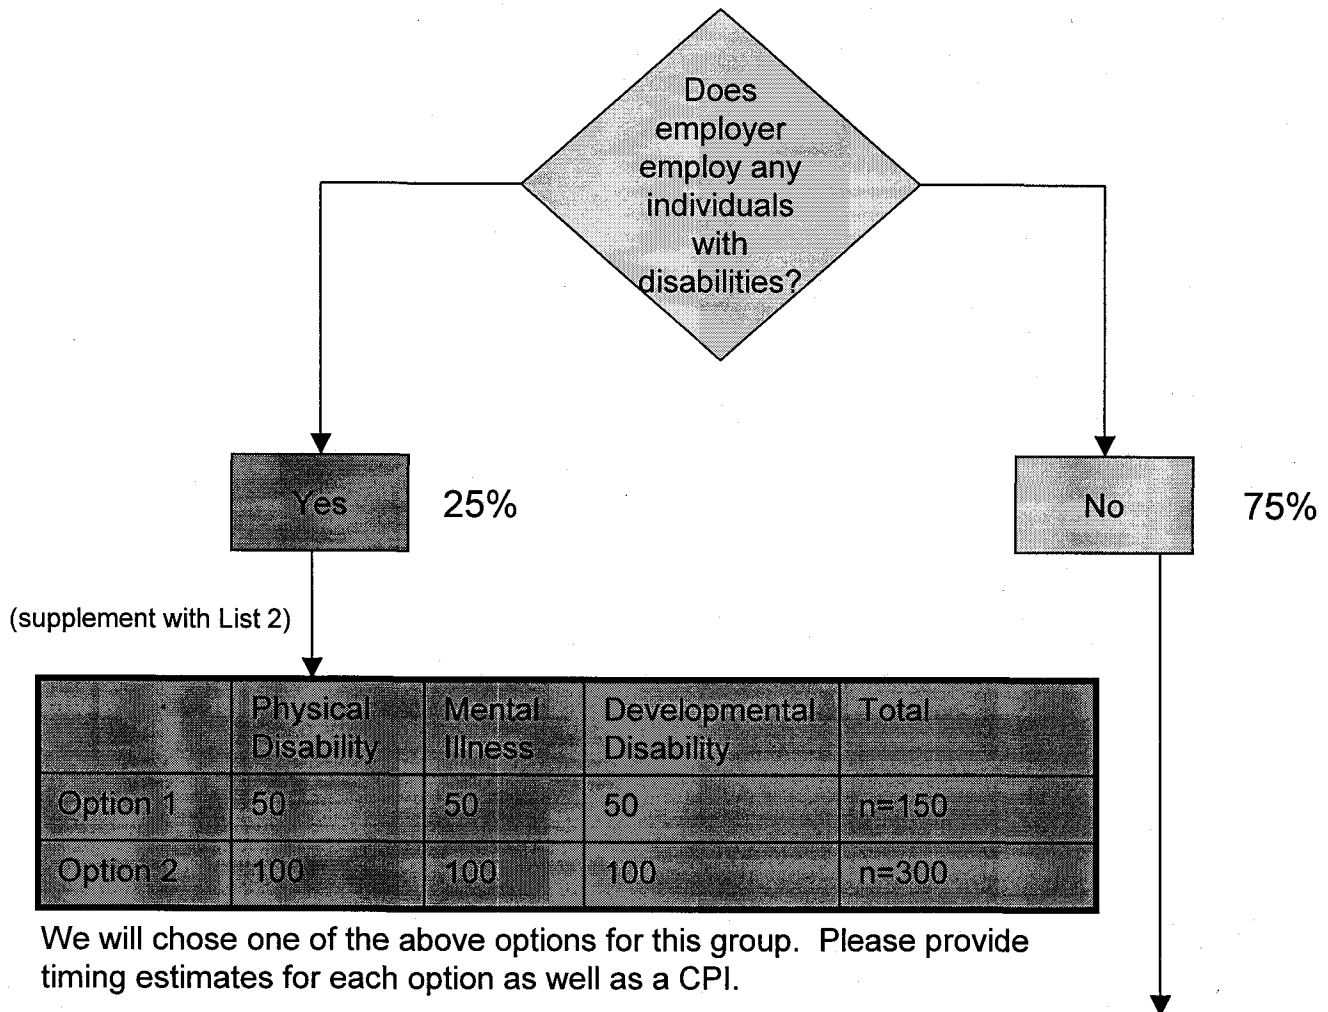 Does
employer
employ any
individuals
with
disabilities?
Yes
25%
No
75%
(supplement with List 2)
Physical Disability
Mental Illness
Developmental Disability
Total
Option 1 50 50 50 n=150
Option 2 100 100 100 n=300
We will chose one of the above options for this group. Please provide
timing estimates for each option as well as a CPI.